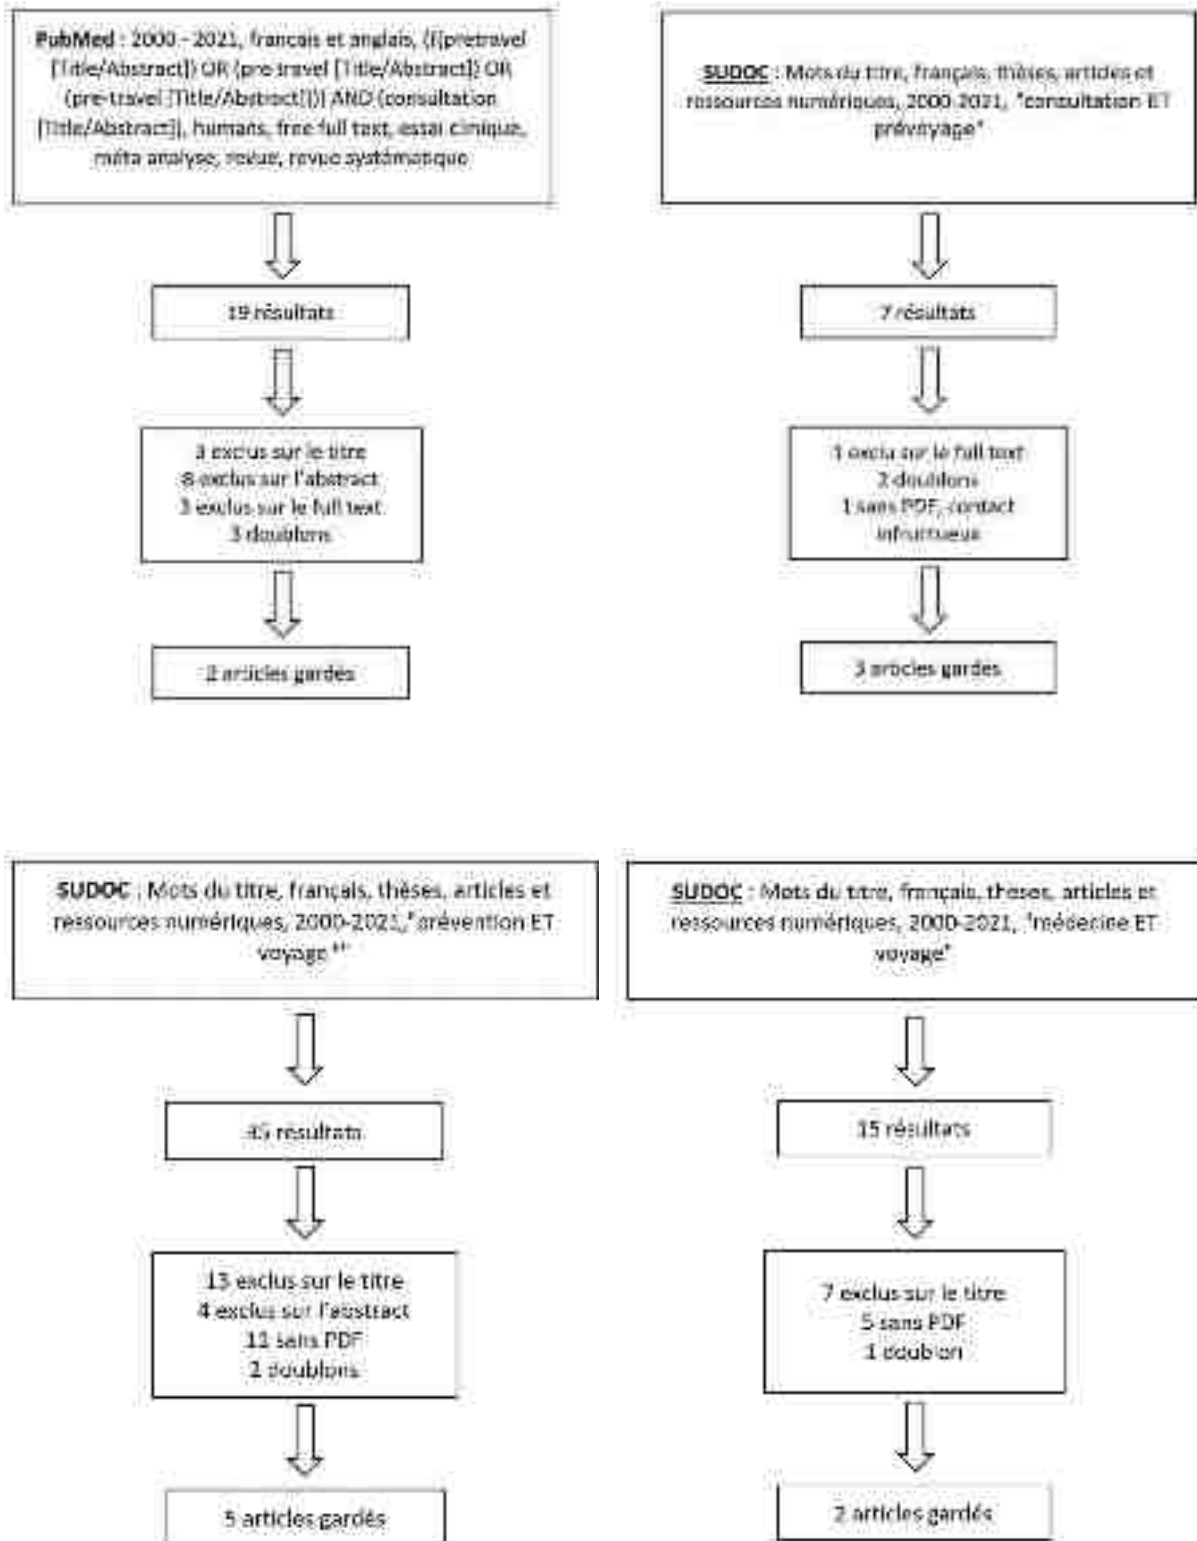 PubMed : 2000 - 2021, français et anglais, (((pretravel
[Title/Abstract]) OR (pre travel [Title/Abstract]) OR
(pre-travel [Title/Abstract])) AND (consultation
[Title/Abstract]), humans, free full text, essai clinique,
méta analyse, revue, revue systématique
19 résultats
3 exclus sur le titre
8 exclus sur l'abstract
3 exclus sur le full text
3 doublons
2 articles gardés
SUDOC : Mots du titre, français, thèses, articles et
ressources numériques, 2000-2021, "consultation ET
prévoyage"
7 résultats
1 exclu sur le full text
2 doublons
1 sans PDF, contact
infructueux
3 articles gardés
SUDOC : Mots du titre, français, thèses, articles et
ressources numériques, 2000-2021, "prévention ET
voyage *"
35 résultats
13 exclus sur le titre
4 exclus sur l'abstract
11 sans PDF
2 doublons
5 articles gardés
SUDOC : Mots du titre, français, theses, articles et
ressources numériques, 2000-2021, "médecine ET
voyage"
15 résultats
7 exclus sur le titre
5 sans PDF
1 doublon
2 articles gardés